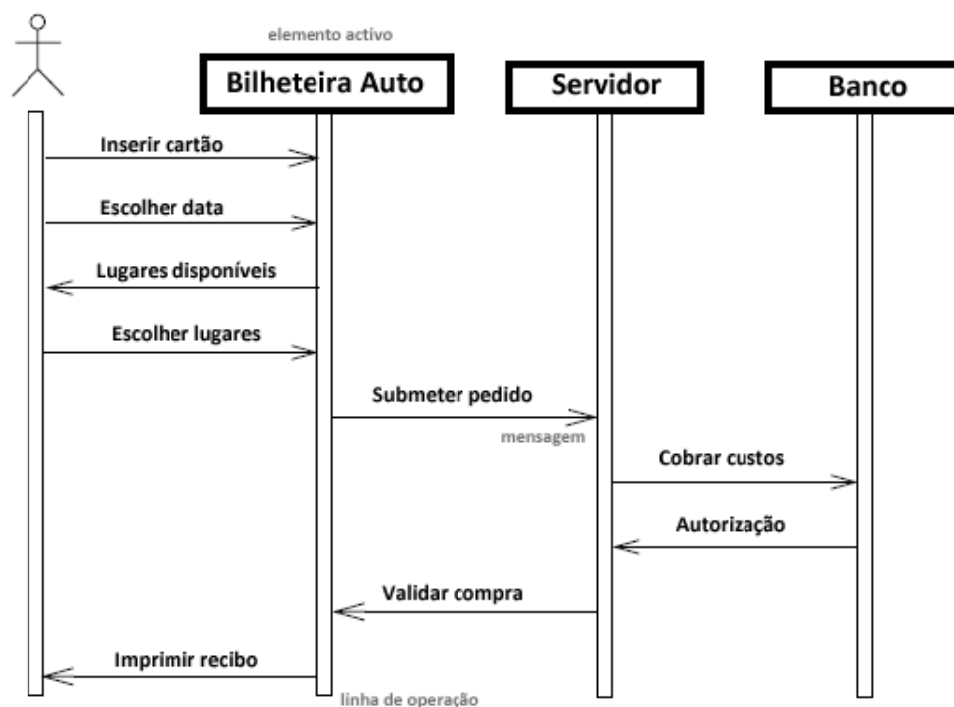 elemento activo
Bilheteira Auto
Servidor
Banco
Inserir cartão
Escolher data
Lugares disponíveis
Escolher lugares
Submeter pedido
mensagem
Cobrar custos
Autorização
Validar compra
Imprimir recibo
linha de operação